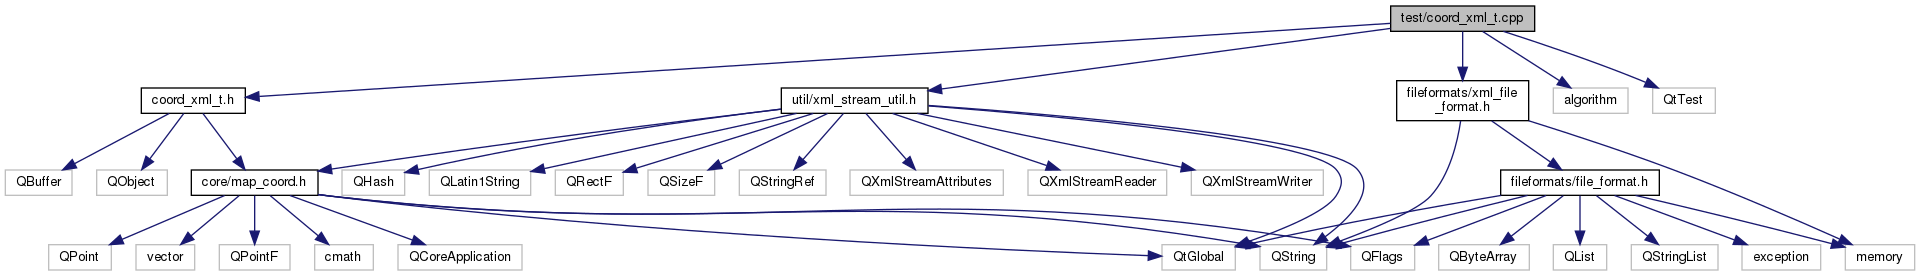 test/coord_xml_t.cpp
coord_xml_t.h
util/xml_stream_util.h
fileformats/xml_file
_format.h
algorithm
QtTest
QBuffer
QObject
core/map_coord.h
QHash
QLatin1String
QRectF
QSizeF
QStringRef
QXmlStreamAttributes
QXmlStreamReader
QXmlStreamWriter
fileformats/file_format.h
QPoint
vector
QPointF
cmath
QCoreApplication
QtGlobal
QString
QFlags
QByteArray
QList
QStringList
exception
memory